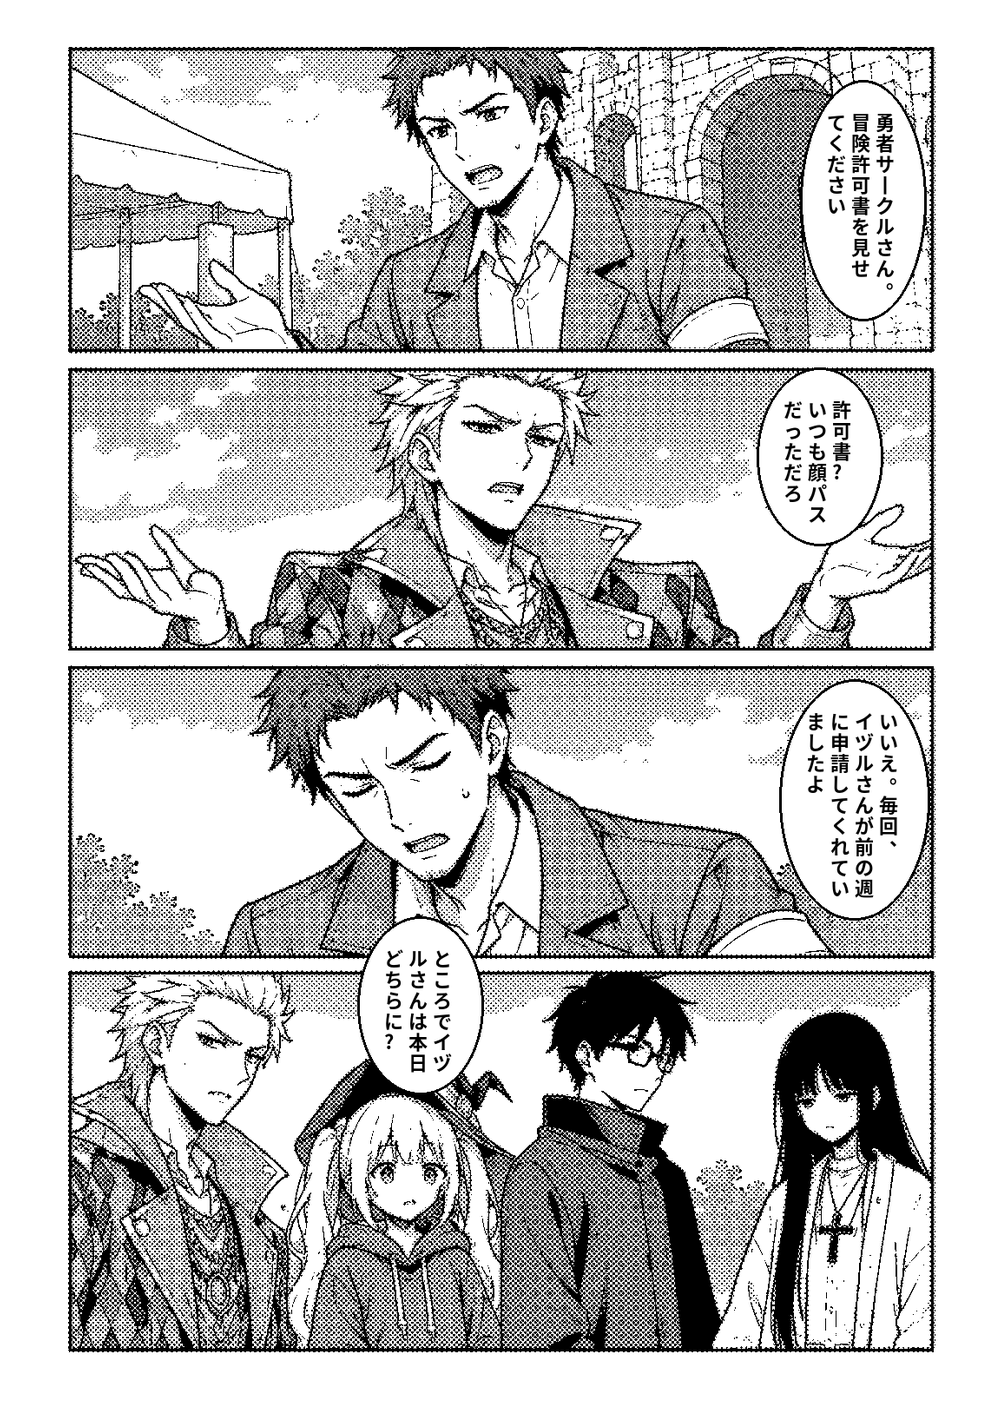 勇者サークルさん。
冒険許可書を見せ
てください
許可書?
いつも顔パス
だっただろ
いいえ。毎回、
イヅルさんが前の週
に申請してくれてい
ましたよ
ところでイヅ
ルさんは本日
どちらに?